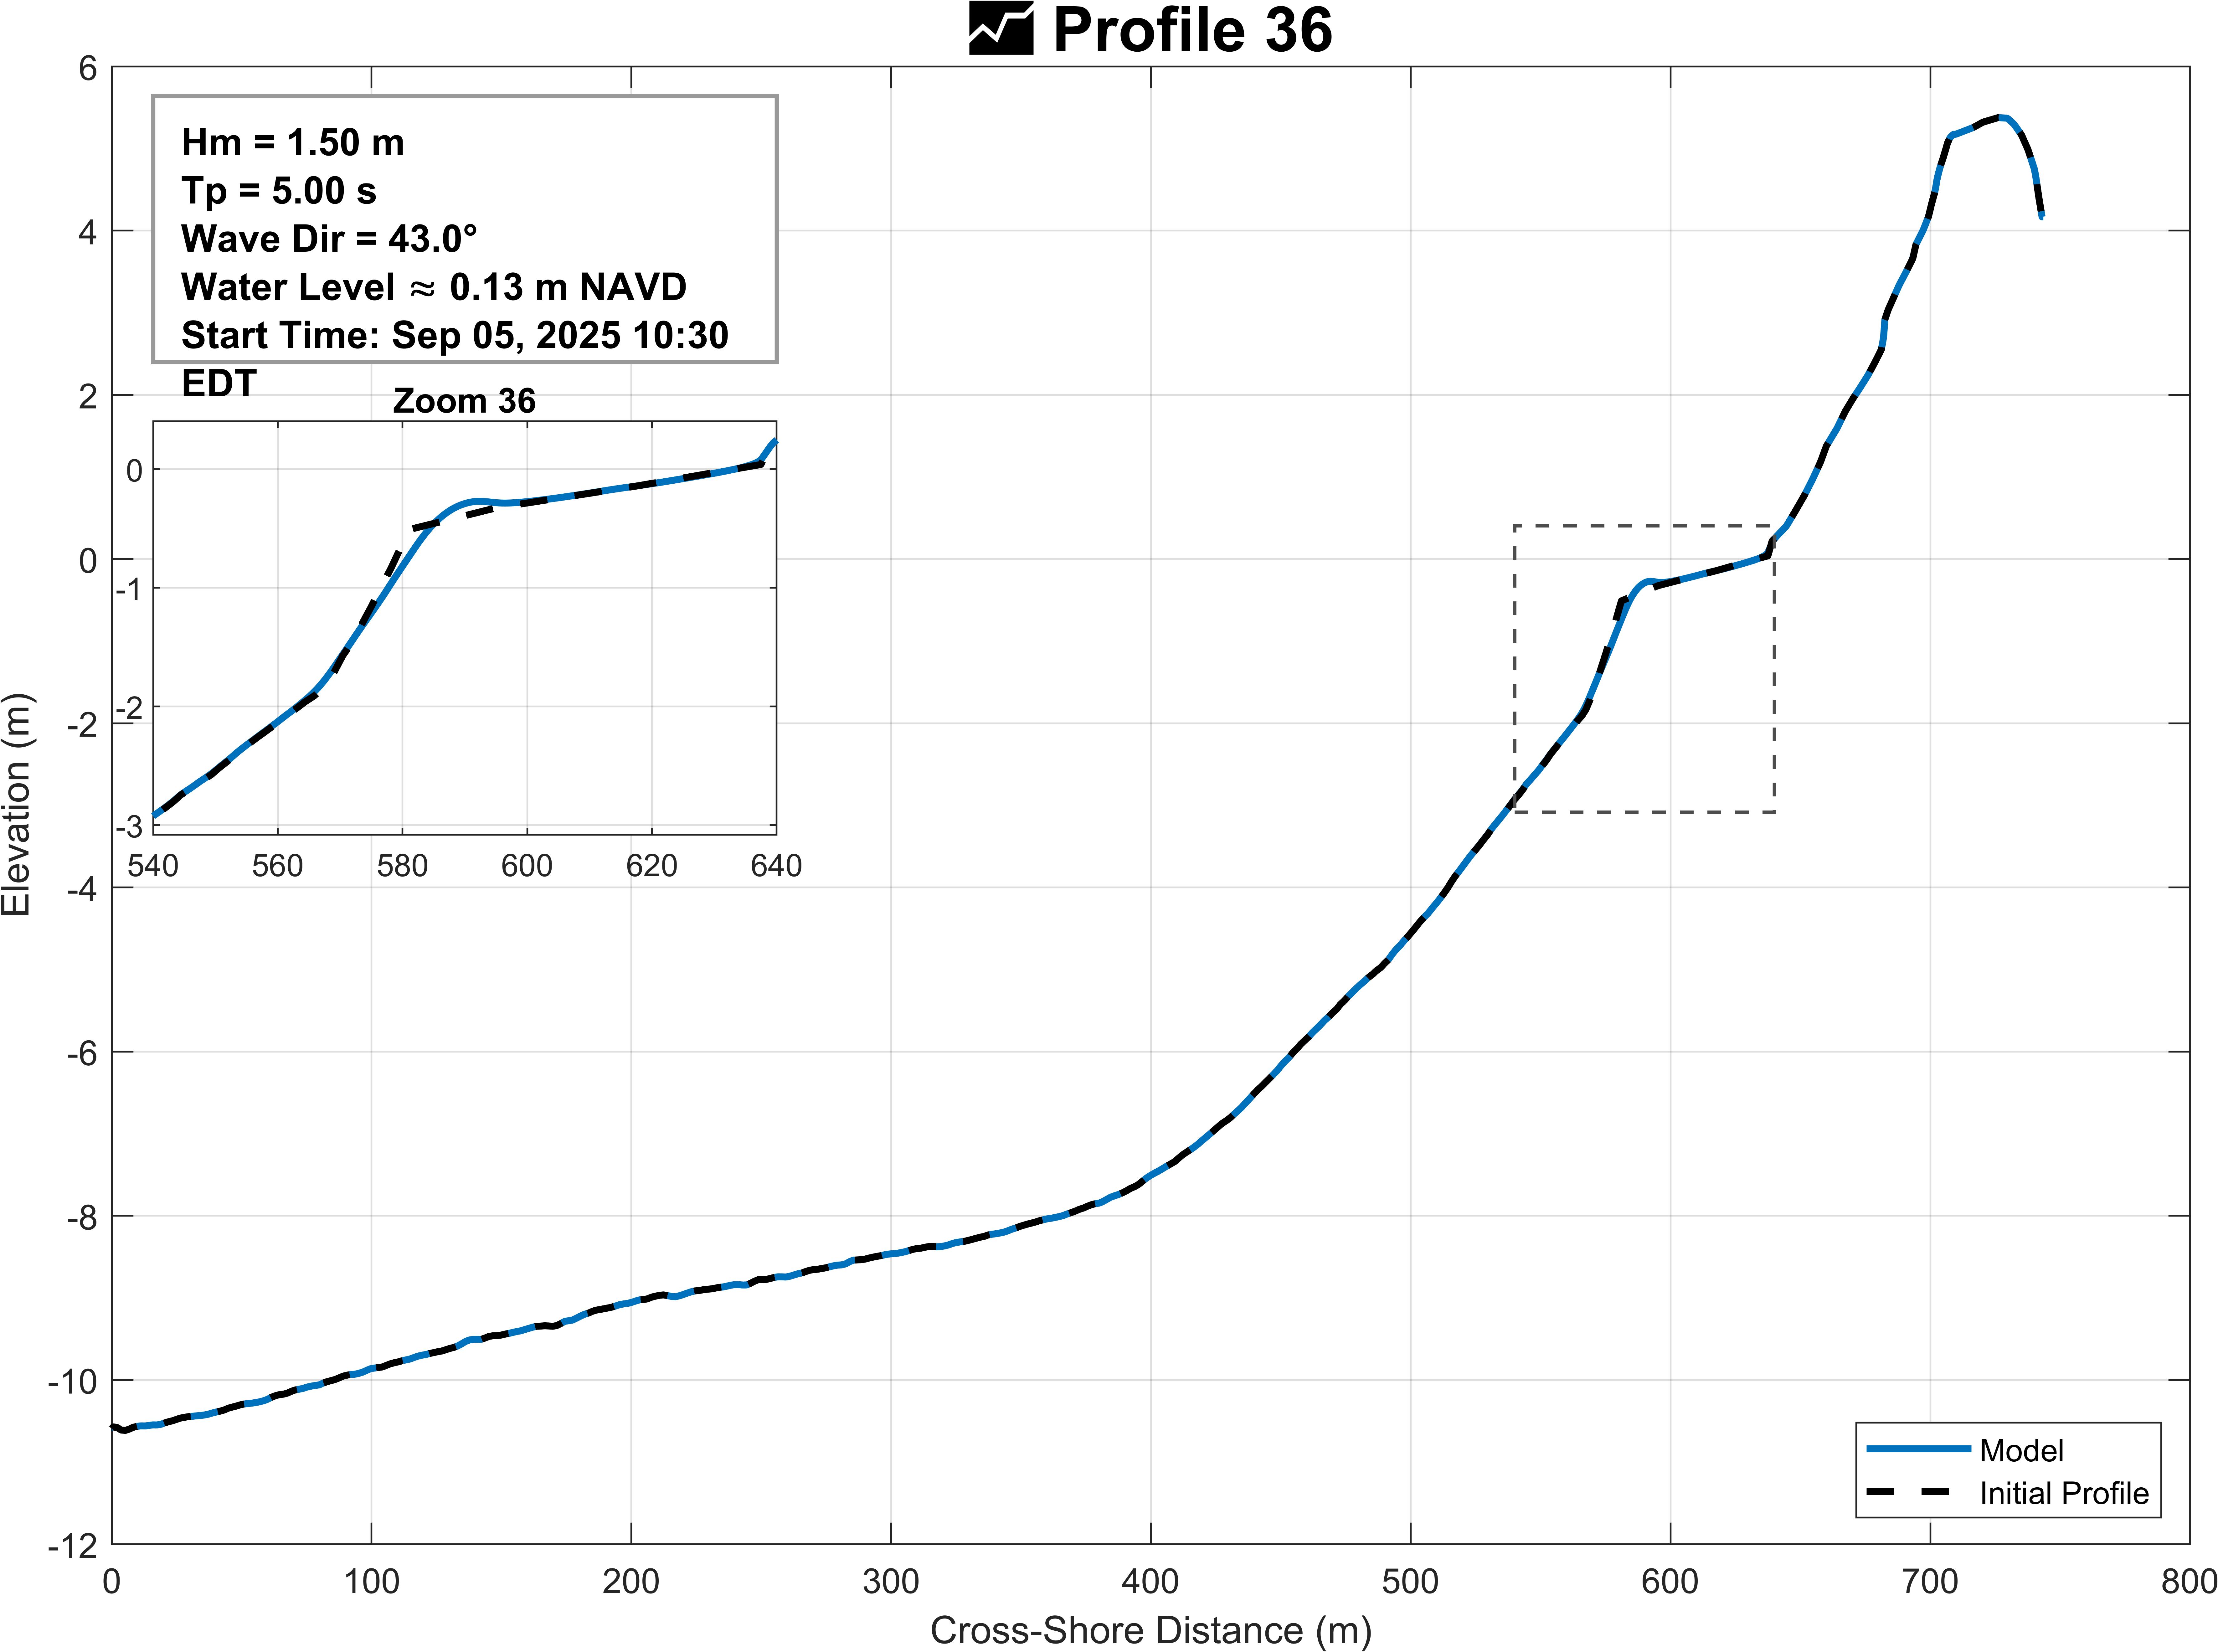 Profile 36
6
4
2
0
-2
-4
-6
-8
-10
-12
Elevation (m)
Hm = 1.50 m
Tp = 5.00 s
Wave Dir = 43.0°
Water Level ≈ 0.13 m NAVD
Start Time: Sep 05, 2025 10:30
EDT
Zoom 36
0
-1
-2
-3
540 560 580 600 620 640
Model
Initial Profile
0 100 200 300 400 500 600 700 800
Cross-Shore Distance (m)